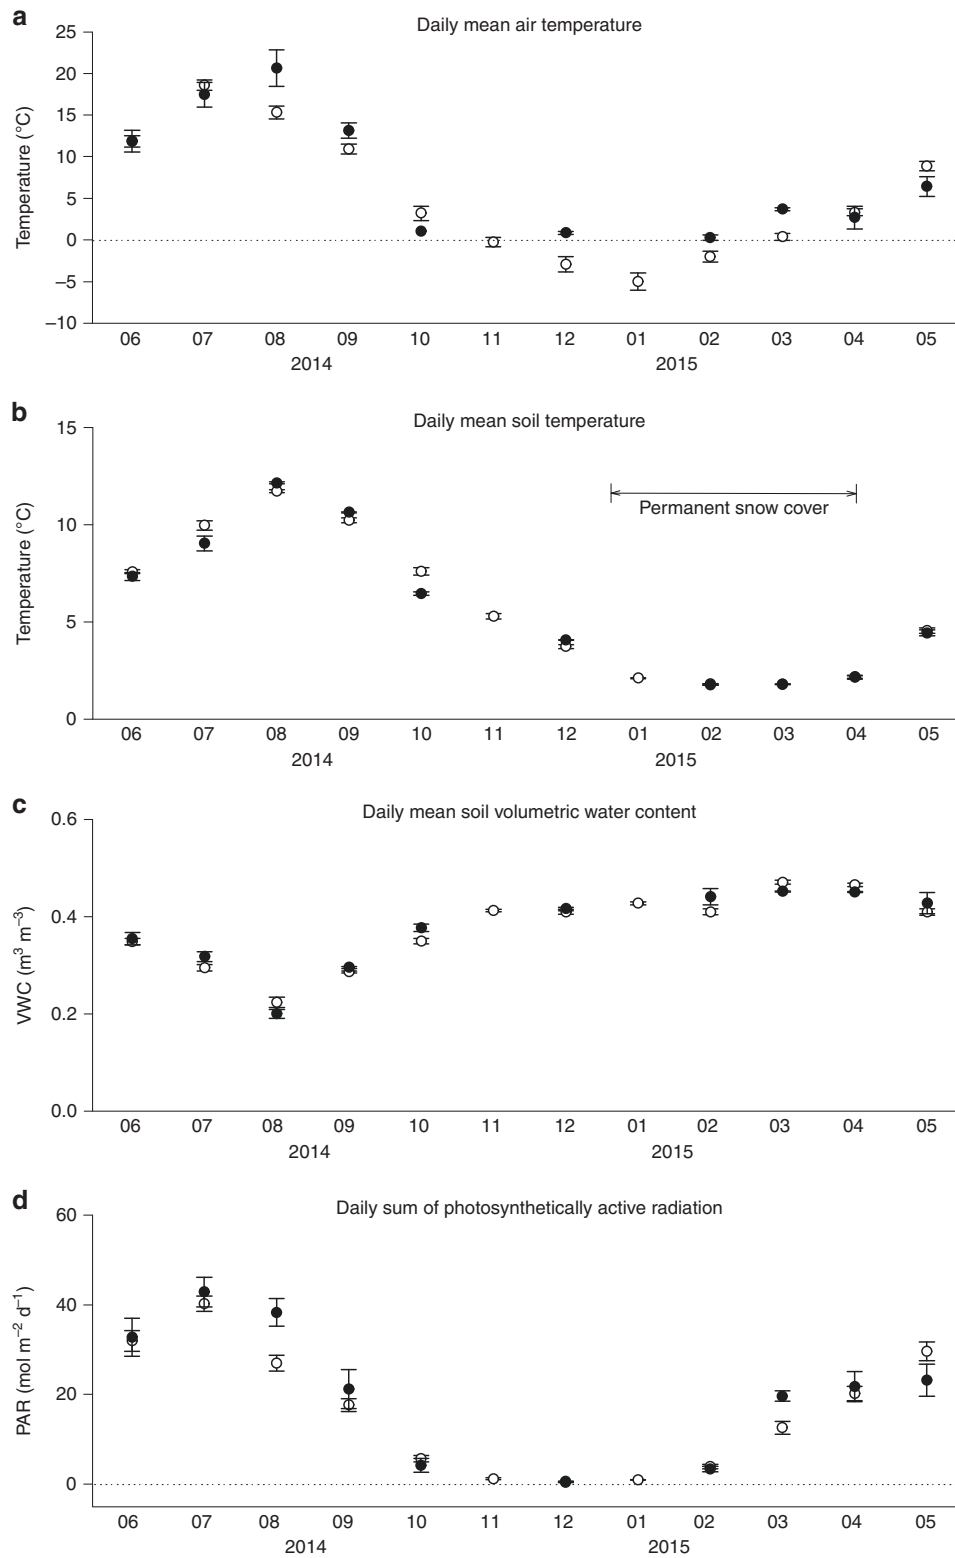 a
Daily mean air temperature
Temperature (°C)
25
20
15
10
5
0
–5
–10
06 07 08 09 10 11 12 01 02 03 04 05
2014 2015
b
Daily mean soil temperature
Temperature (°C)
15
10
5
0
Permanent snow cover
06 07 08 09 10 11 12 01 02 03 04 05
2014 2015
c
Daily mean soil volumetric water content
VWC (m³ m⁻³)
0.6
0.4
0.2
0.0
06 07 08 09 10 11 12 01 02 03 04 05
2014 2015
d
Daily sum of photosynthetically active radiation
PAR (mol m⁻² d⁻¹)
60
40
20
0
06 07 08 09 10 11 12 01 02 03 04 05
2014 2015